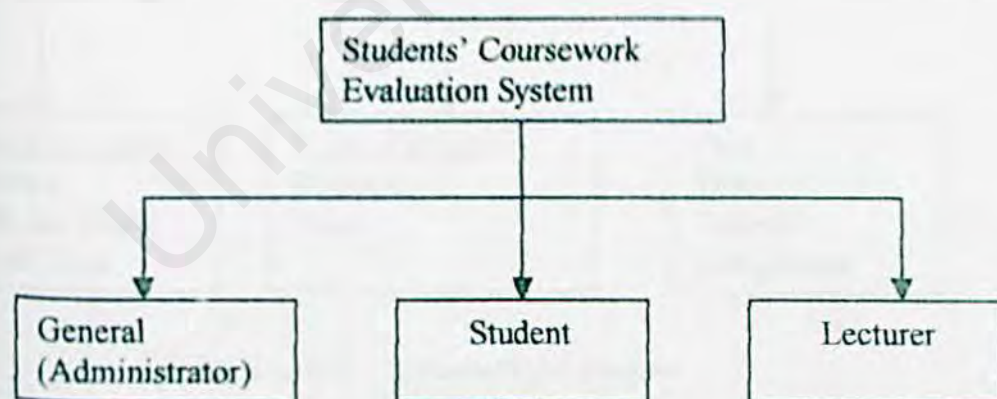 Students' Coursework
Evaluation System
General
(Administrator)
Student
Lecturer